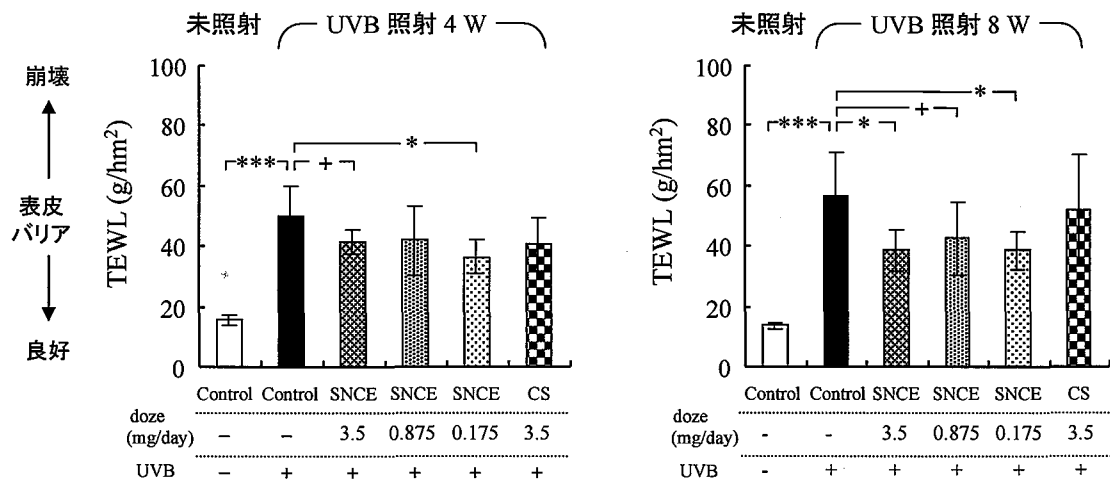 未照射 UVB 照射 4 W
崩壊
表皮
バリア
良好
TEWL (g/hm²)
100
80
60
40
20
0
***
+
*
Control Control SNCE SNCE SNCE CS
doze
(mg/day) – – 3.5 0.875 0.175 3.5
UVB – + + + + +
未照射 UVB 照射 8 W
TEWL (g/hm²)
100
80
60
40
20
0
*
+
*** *
Control Control SNCE SNCE SNCE CS
doze
(mg/day) - - 3.5 0.875 0.175 3.5
UVB - + + + + +